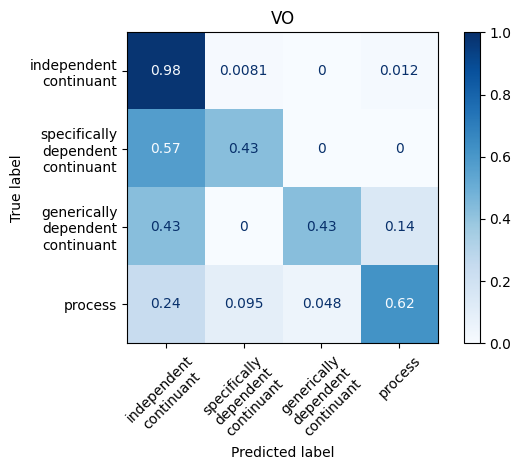 VO
True label
independent
continuant
0.98 0.0081 0 0.012
specifically
dependent
continuant
0.57 0.43 0 0
generically
dependent
continuant
0.43 0 0.43 0.14
process
0.24 0.095 0.048 0.62
independent
continuant
specifically
dependent
continuant
generically
dependent
continuant
process
Predicted label
1.0
0.8
0.6
0.4
0.2
0.0